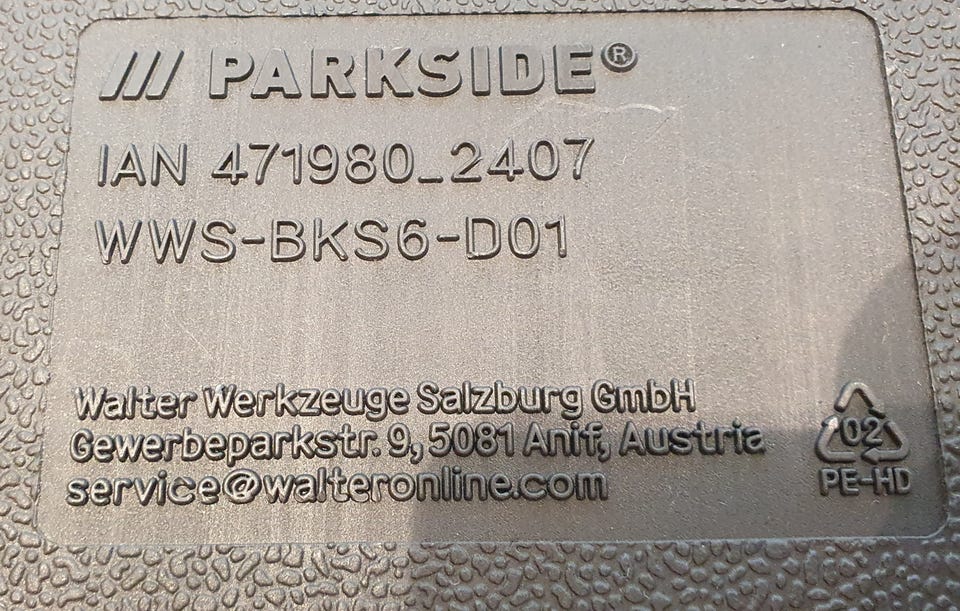 /// PARKSIDE®
IAN 471980_2407
WWS-BKS6-D01
Walter Werkzeuge Salzburg GmbH
Gewerbeparkstr. 9, 5081 Anif, Austria
service@walteronline.com
02
PE-HD